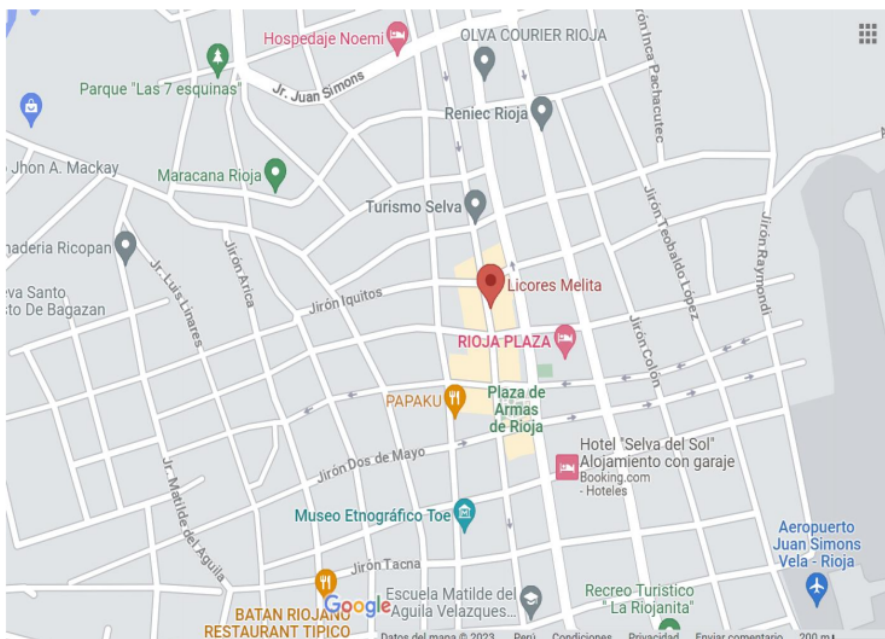 Hospedaje Noemi
OLVA COURIER RIOJA
Jirón Inca Pachacutec
Parque "Las 7 esquinas"
Jr. Juan Simons
Reniec Rioja
Jhon A. Mackay
Maracana Rioja
Turismo Selva
Jirón Teobaldo López
Jirón Raymondi
naderia Ricopan
Jr. Luis Linares
Jirón Arica
eva Santo
to De Bagazan
Jirón Iquitos
Licores Melita
RIOJA PLAZA
Jirón Colón
PAPAKU
Plaza de
Armas
de Rioja
Jirón Dos de Mayo
Hotel "Selva del Sol"
Alojamiento con garaje
Booking.com
- Hoteles
Jr. Matilde del Aguila
Museo Etnográfico Toe
Aeropuerto
Juan Simons
Vela - Rioja
Jirón Tacna
BATAN RIOJANO
RESTAURANT TIPICO
Google
Escuela Matilde del
Aguila Velazques...
Recreo Turistico
"La Riojanita"
Datos del mapa © 2023 Perú Condiciones Privacidad Enviar comentario 200 m